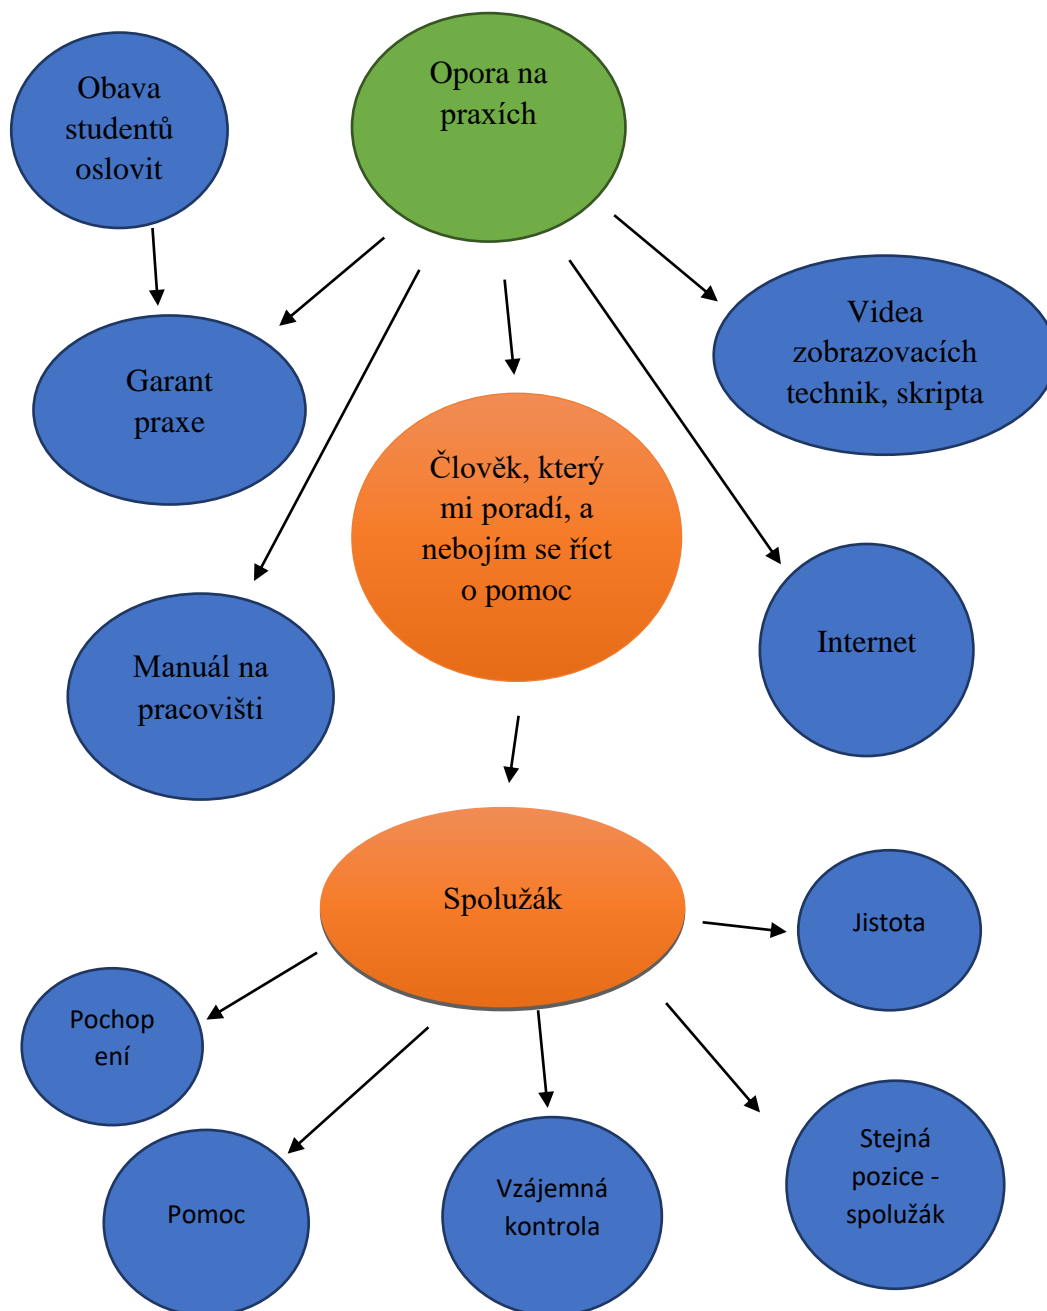 Obava
studentů
oslovit
Opora na
praxích
Garant
praxe
Videa
zobrazovacích
technik, skripta
Člověk, který
mi poradí, a
nebojím se říct
o pomoc
Manuál na
pracovišti
Internet
Spolužák
Jistota
Pochop
ení
Pomoc
Vzájemná
kontrola
Stejná
pozice -
spolužák